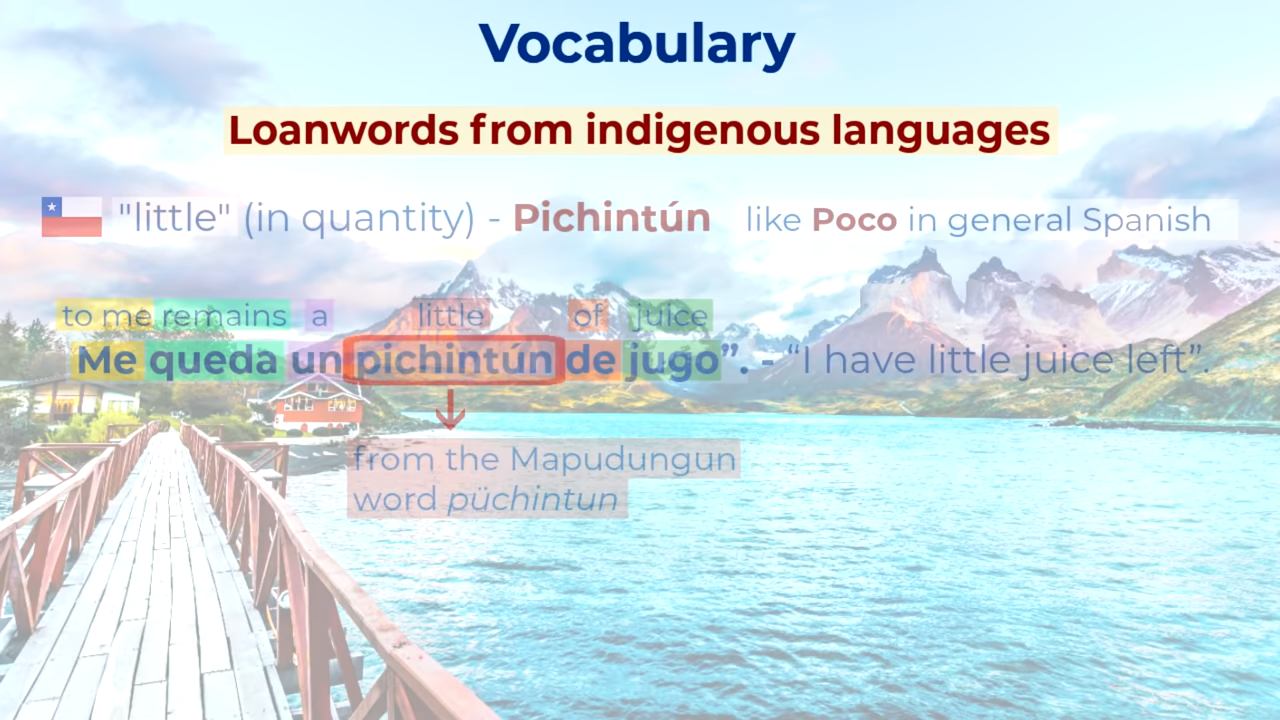 Vocabulary
Loanwords from indigenous languages
"little" (in quantity) - Pichintún like Poco in general Spanish
to me remains a little of juice
Me queda un pichintún de jugo”. - “I have little juice left”.
from the Mapudungun
word püchintun